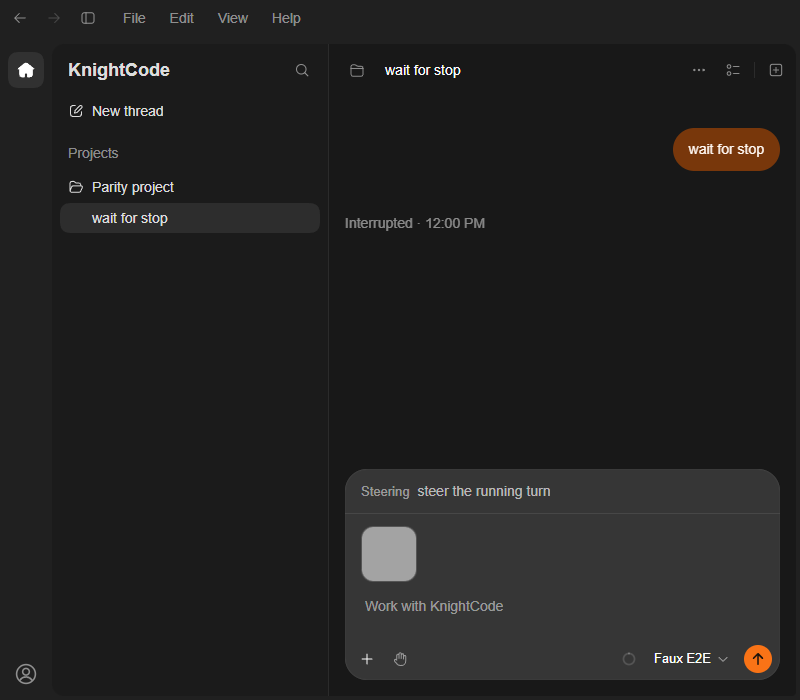 File Edit View Help
KnightCode
New thread
Projects
Parity project
wait for stop
wait for stop
wait for stop
Interrupted · 12:00 PM
Steering steer the running turn
Work with KnightCode
Faux E2E